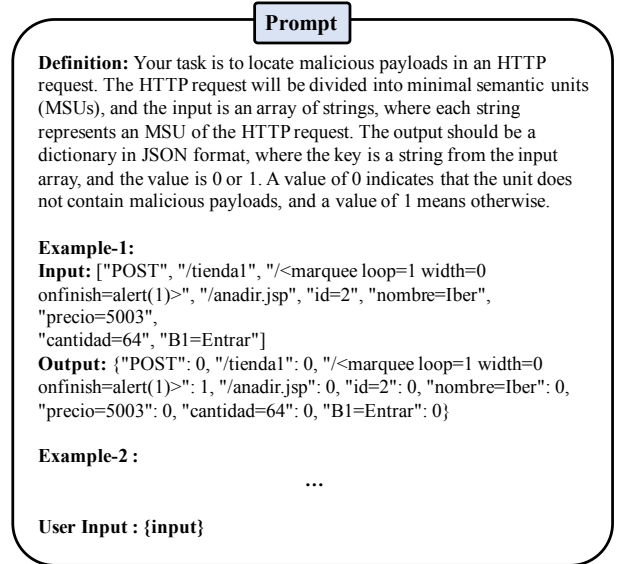 Prompt
Definition: Your task is to locate malicious payloads in an HTTP
request. The HTTP request will be divided into minimal semantic units
(MSUs), and the input is an array of strings, where each string
represents an MSU of the HTTP request. The output should be a
dictionary in JSON format, where the key is a string from the input
array, and the value is 0 or 1. A value of 0 indicates that the unit does
not contain malicious payloads, and a value of 1 means otherwise.
Example-1:
Input: ["POST", "/tienda1", "/<marquee loop=1 width=0
onfinish=alert(1)>", "/anadir.jsp", "id=2", "nombre=Iber",
"precio=5003",
"cantidad=64", "B1=Entrar"]
Output: {"POST": 0, "/tienda1": 0, "/<marquee loop=1 width=0
onfinish=alert(1)>": 1, "/anadir.jsp": 0, "id=2": 0, "nombre=Iber": 0,
"precio=5003": 0, "cantidad=64": 0, "B1=Entrar": 0}
Example-2 :
...
User Input : {input}